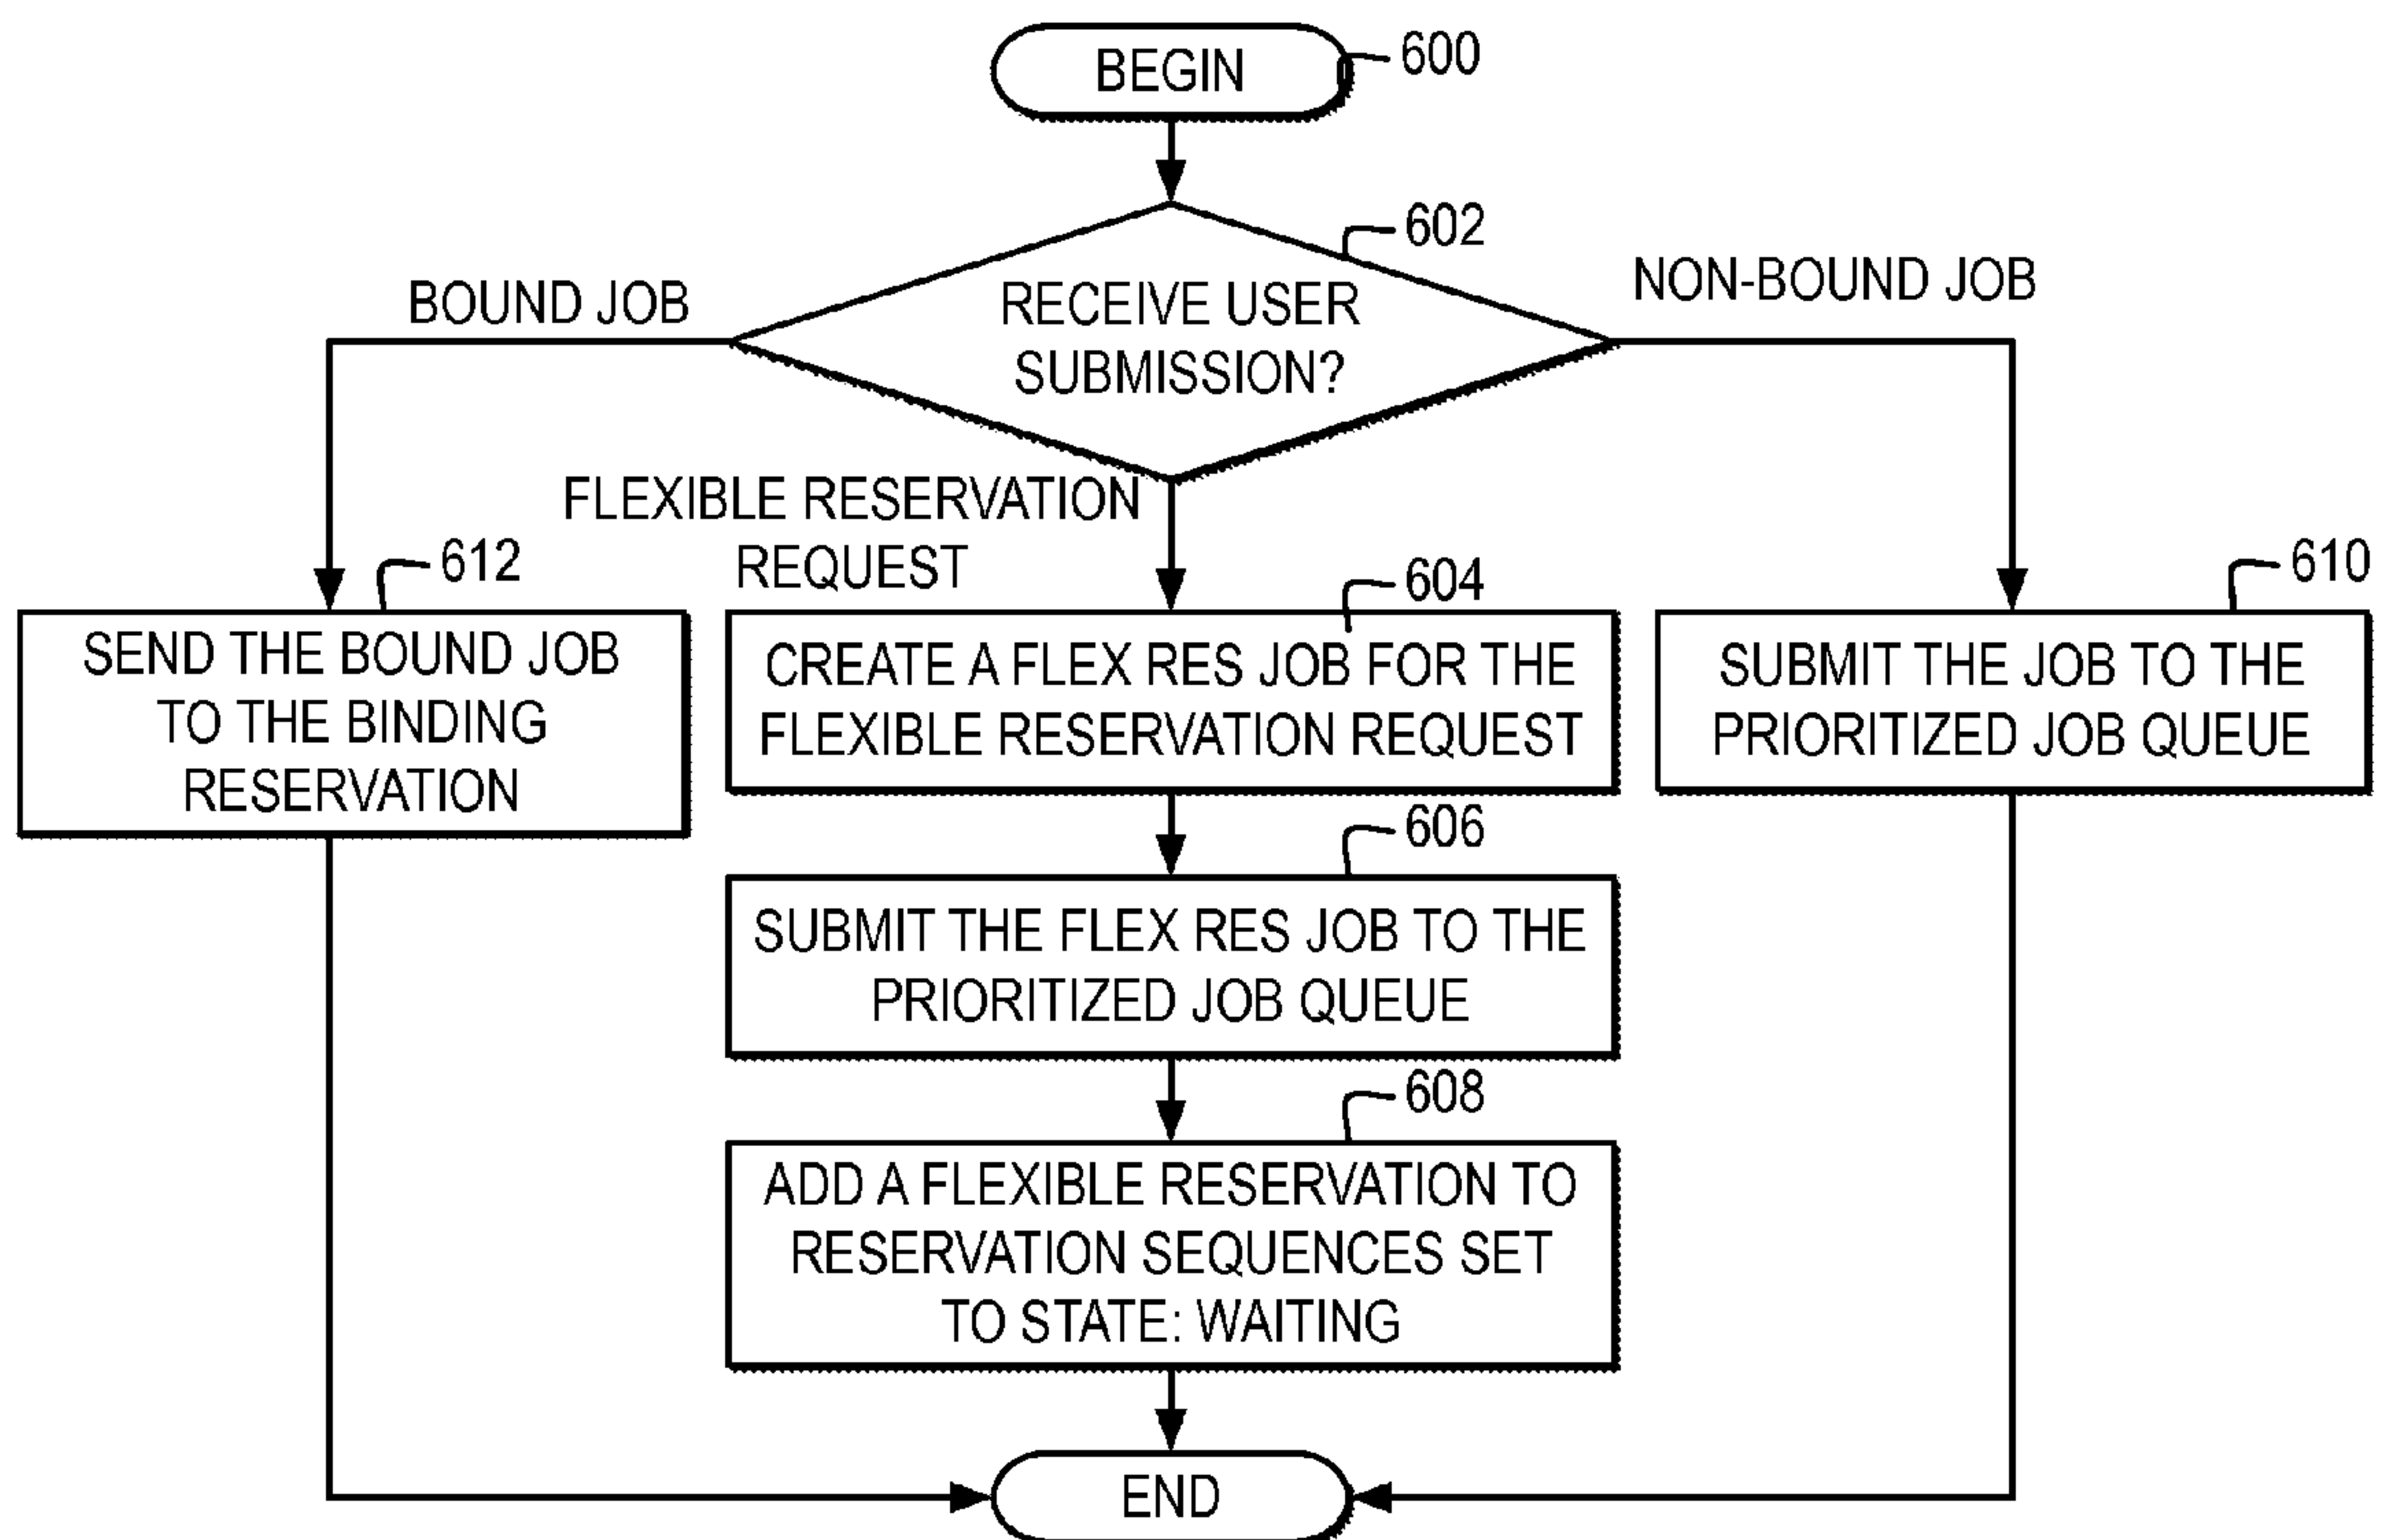 BEGIN
600
602
RECEIVE USER
SUBMISSION?
BOUND JOB
NON-BOUND JOB
FLEXIBLE RESERVATION
REQUEST
612
SEND THE BOUND JOB
TO THE BINDING
RESERVATION
604
CREATE A FLEX RES JOB FOR THE
FLEXIBLE RESERVATION REQUEST
610
SUBMIT THE JOB TO THE
PRIORITIZED JOB QUEUE
606
SUBMIT THE FLEX RES JOB TO THE
PRIORITIZED JOB QUEUE
608
ADD A FLEXIBLE RESERVATION TO
RESERVATION SEQUENCES SET
TO STATE: WAITING
END